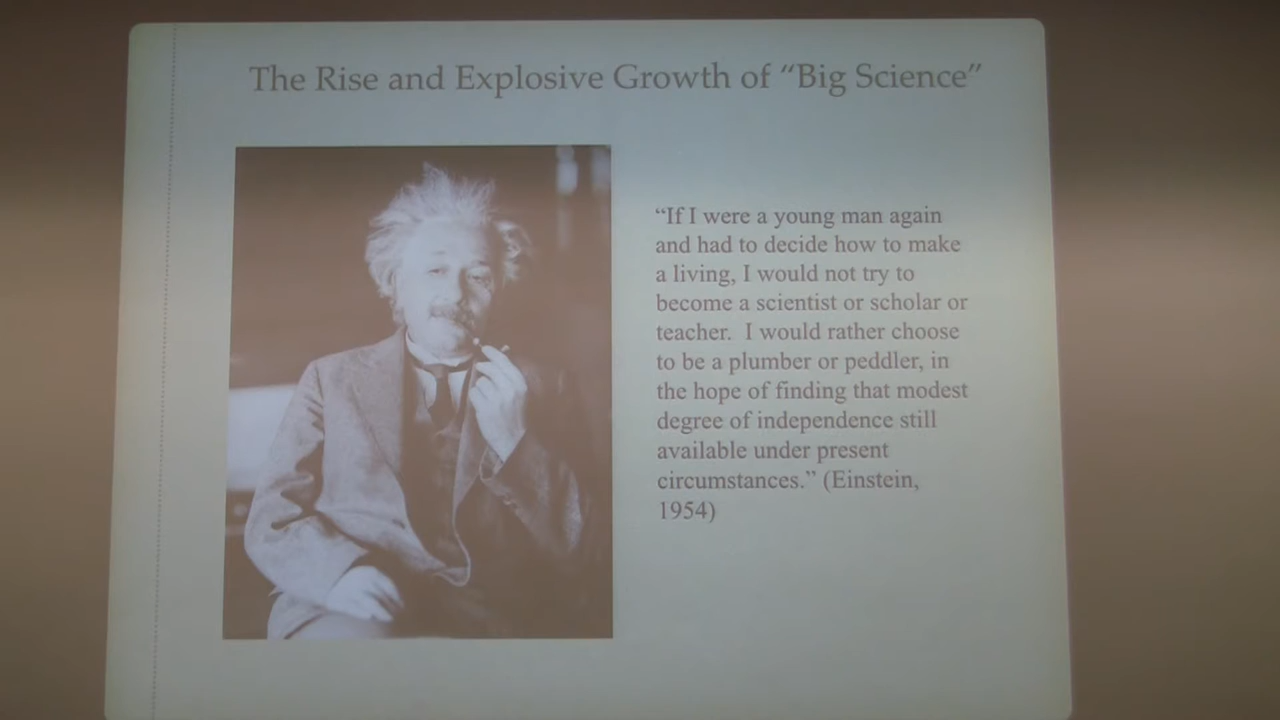 The Rise and Explosive Growth of “Big Science”
“If I were a young man again
and had to decide how to make
a living, I would not try to
become a scientist or scholar or
teacher.  I would rather choose
to be a plumber or peddler, in
the hope of finding that modest
degree of independence still
available under present
circumstances.” (Einstein,
1954)